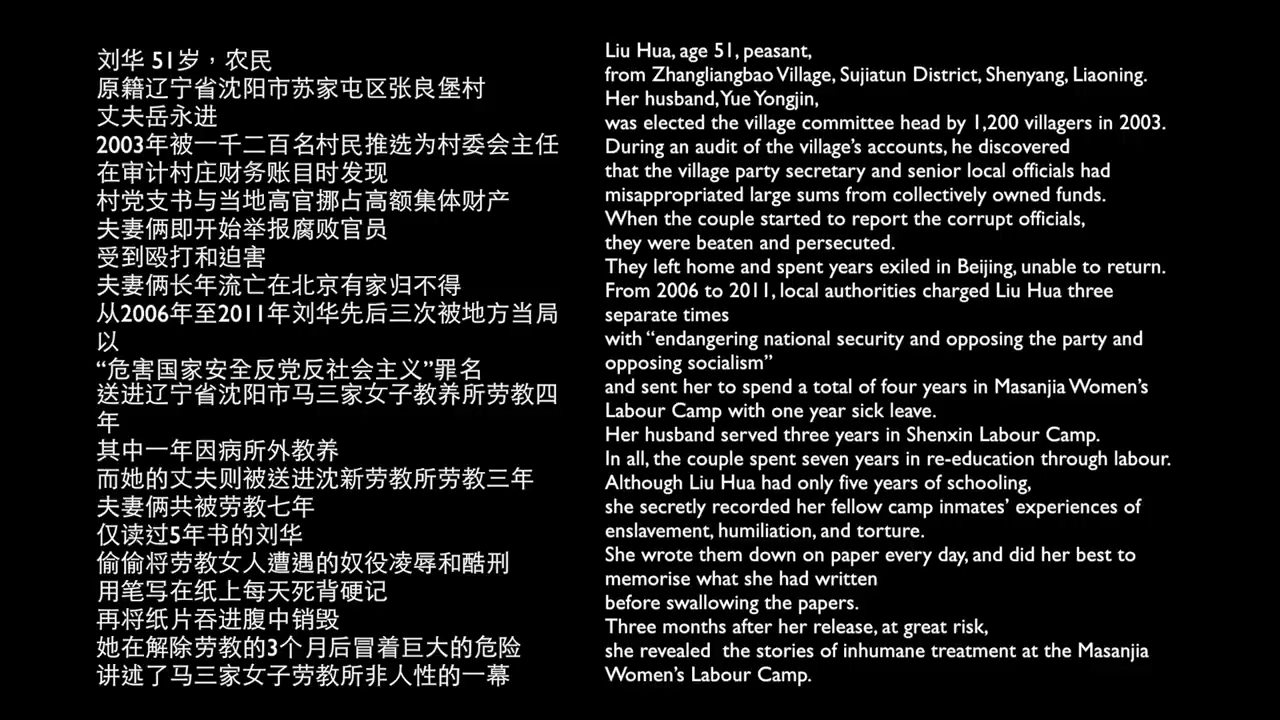 刘华 51岁，农民
原籍辽宁省沈阳市苏家屯区张良堡村
丈夫岳永进
2003年被一千二百名村民推选为村委会主任
在审计村庄财务账目时发现
村党支书与当地高官挪占高额集体财产
夫妻俩即开始举报腐败官员
受到殴打和迫害
夫妻俩长年流亡在北京有家归不得
从2006年至2011年刘华先后三次被地方当局
以
“危害国家安全反党反社会主义”罪名
送进辽宁省沈阳市马三家女子教养所劳教四
年
其中一年因病所外教养
而她的丈夫则被送进沈新劳教所劳教三年
夫妻俩共被劳教七年
仅读过5年书的刘华
偷偷将劳教女人遭遇的奴役凌辱和酷刑
用笔写在纸上每天死背硬记
再将纸片吞进腹中销毁
她在解除劳教的3个月后冒着巨大的危险
讲述了马三家女子劳教所非人性的一幕
Liu Hua, age 51, peasant,
from Zhangliangbao Village, Sujiatun District, Shenyang, Liaoning.
Her husband, Yue Yongjin,
was elected the village committee head by 1,200 villagers in 2003.
During an audit of the village’s accounts, he discovered
that the village party secretary and senior local officials had
misappropriated large sums from collectively owned funds.
When the couple started to report the corrupt officials,
they were beaten and persecuted.
They left home and spent years exiled in Beijing, unable to return.
From 2006 to 2011, local authorities charged Liu Hua three
separate times
with “endangering national security and opposing the party and
opposing socialism”
and sent her to spend a total of four years in Masanjia Women’s
Labour Camp with one year sick leave.
Her husband served three years in Shenxin Labour Camp.
In all, the couple spent seven years in re-education through labour.
Although Liu Hua had only five years of schooling,
she secretly recorded her fellow camp inmates’ experiences of
enslavement, humiliation, and torture.
She wrote them down on paper every day, and did her best to
memorise what she had written
before swallowing the papers.
Three months after her release, at great risk,
she revealed  the stories of inhumane treatment at the Masanjia
Women’s Labour Camp.